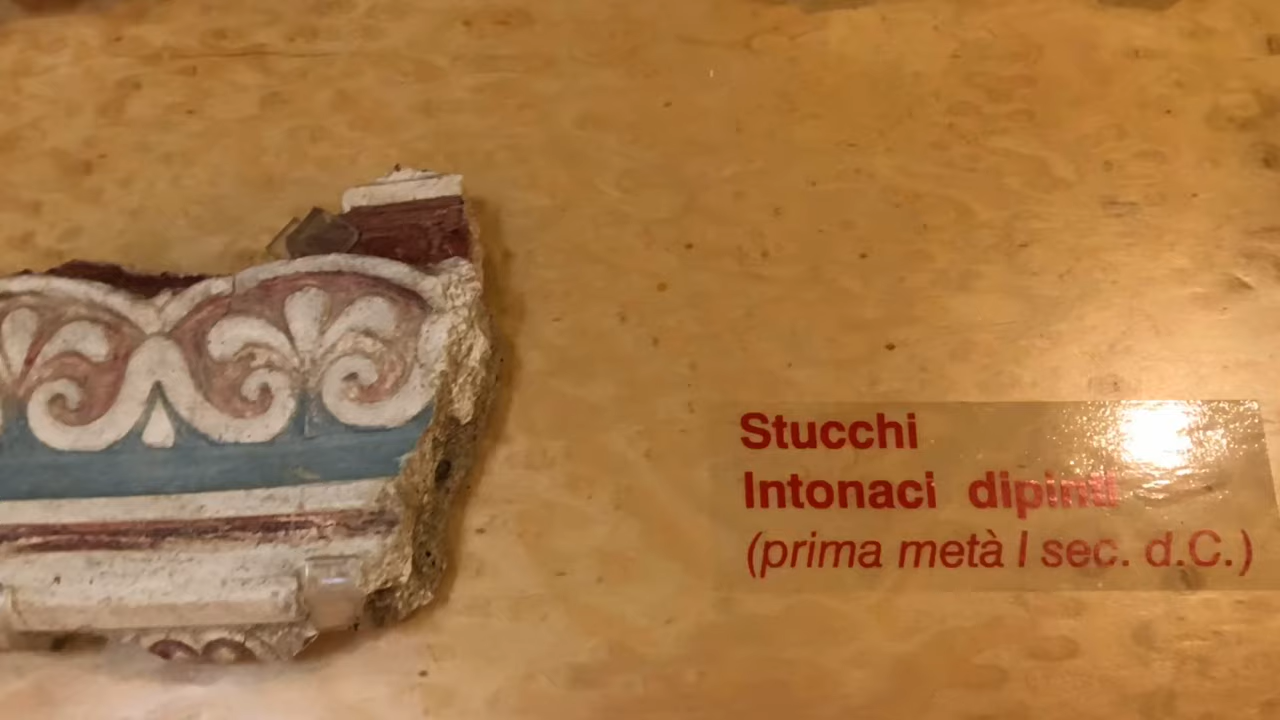 Stucchi
Intonaci dipinti
(prima metà I sec. d.C.)